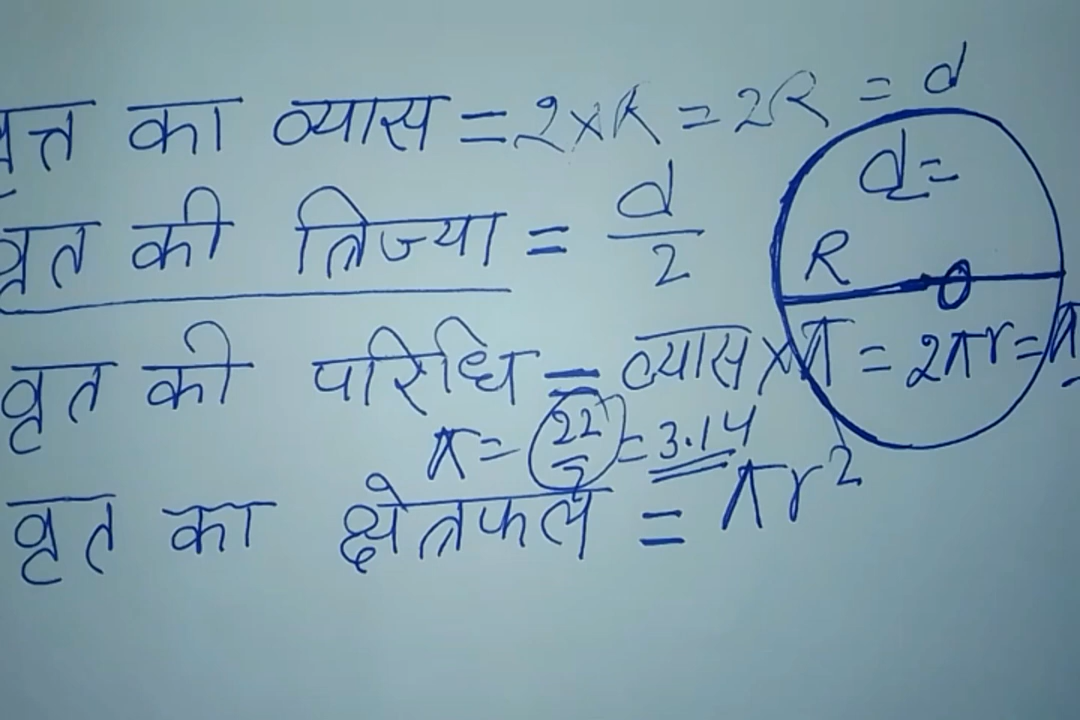 वृत्त का व्यास = 2×R = 2R = d
d =
वृत की त्रिज्या = d/2
R
O
वृत की परिधि = व्यास × π = 2πr = π
π = 22/7 = 3.14
वृत का क्षेत्रफल = πr²